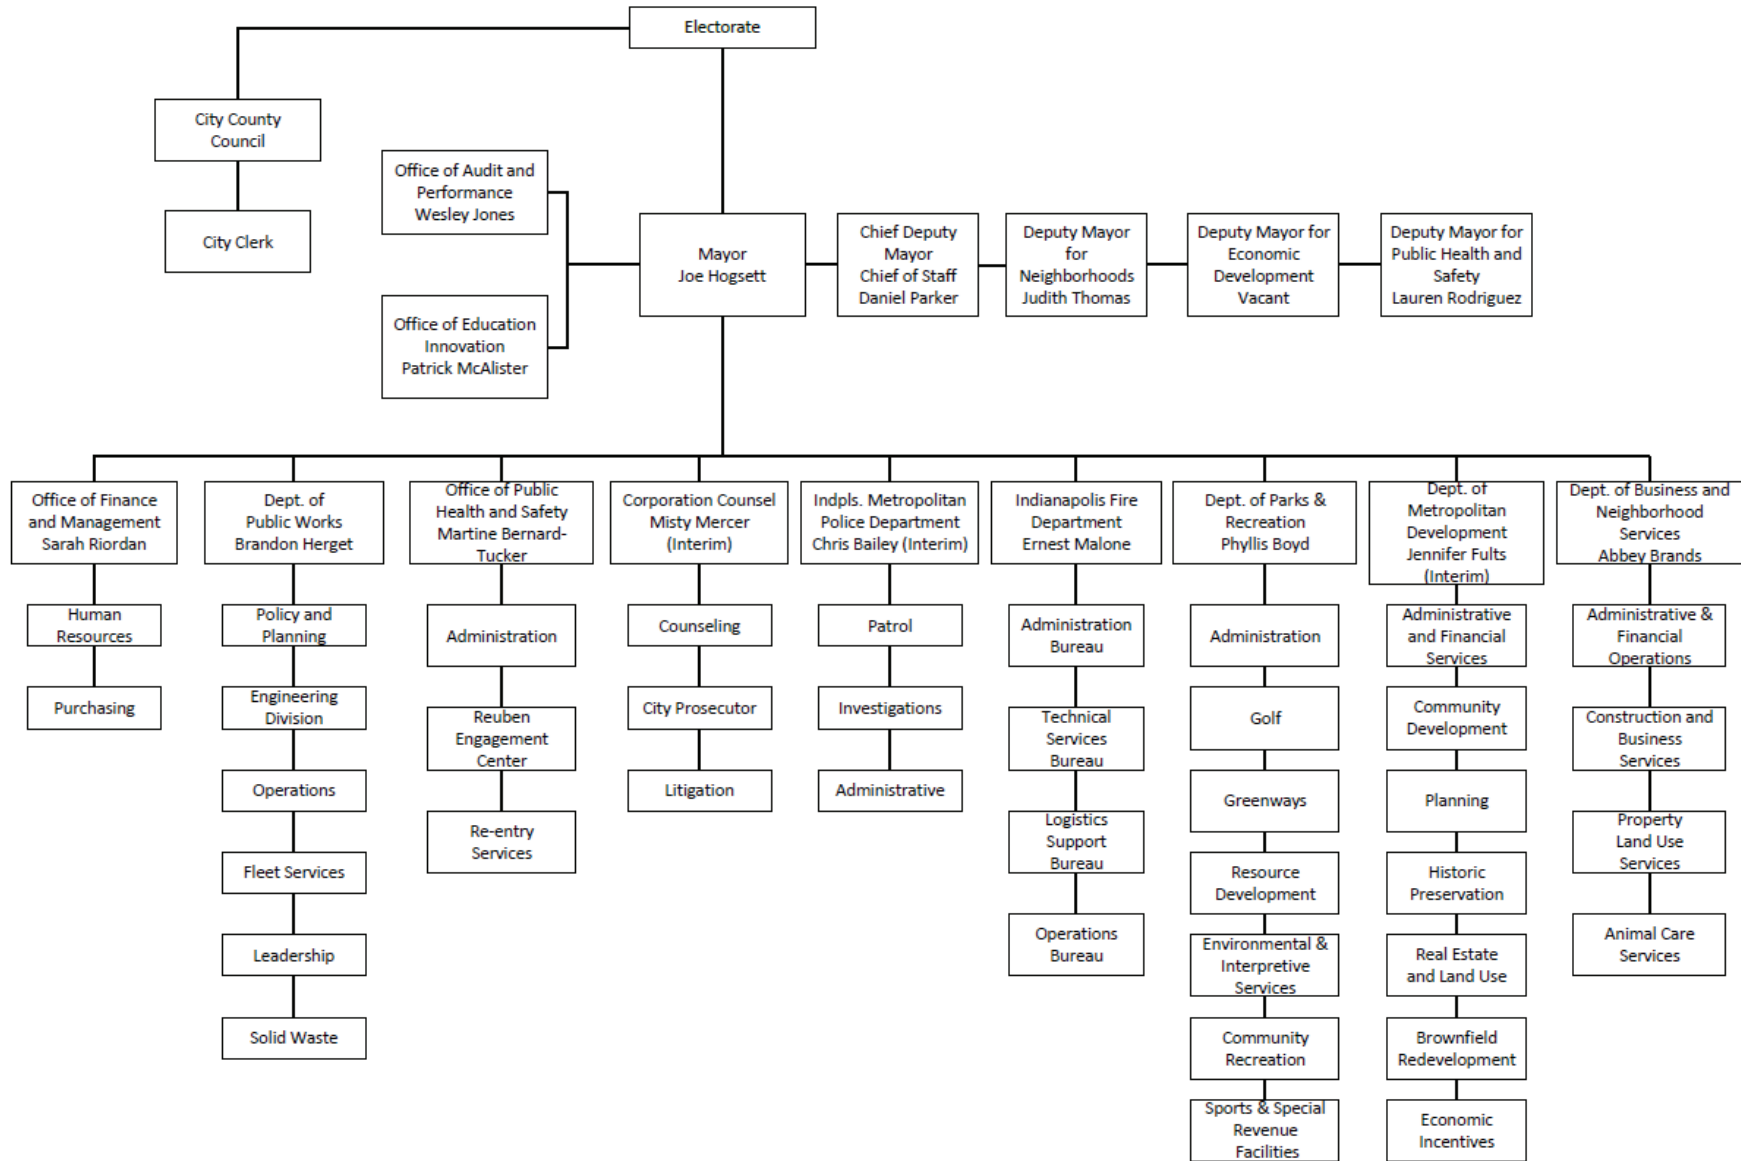 Electorate
City County
Council
City Clerk
Office of Audit and
Performance
Wesley Jones
Office of Education
Innovation
Patrick McAlister
Mayor
Joe Hogsett
Chief Deputy
Mayor
Chief of Staff
Daniel Parker
Deputy Mayor
for
Neighborhoods
Judith Thomas
Deputy Mayor for
Economic
Development
Vacant
Deputy Mayor for
Public Health and
Safety
Lauren Rodriguez
Office of Finance
and Management
Sarah Riordan
Human
Resources
Purchasing
Dept. of
Public Works
Brandon Herget
Policy and
Planning
Engineering
Division
Operations
Fleet Services
Leadership
Solid Waste
Office of Public
Health and Safety
Martine Bernard-
Tucker
Administration
Reuben
Engagement
Center
Re-entry
Services
Corporation Counsel
Misty Mercer
(Interim)
Counseling
City Prosecutor
Litigation
Indpls. Metropolitan
Police Department
Chris Bailey (Interim)
Patrol
Investigations
Administrative
Indianapolis Fire
Department
Ernest Malone
Administration
Bureau
Technical
Services
Bureau
Logistics
Support
Bureau
Operations
Bureau
Dept. of Parks &
Recreation
Phyllis Boyd
Administration
Golf
Greenways
Resource
Development
Environmental &
Interpretive
Services
Community
Recreation
Sports & Special
Revenue
Facilities
Dept. of
Metropolitan
Development
Jennifer Fults
(Interim)
Administrative
and Financial
Services
Community
Development
Planning
Historic
Preservation
Real Estate
and Land Use
Brownfield
Redevelopment
Economic
Incentives
Dept. of Business and
Neighborhood
Services
Abbey Brands
Administrative &
Financial
Operations
Construction and
Business
Services
Property
Land Use
Services
Animal Care
Services